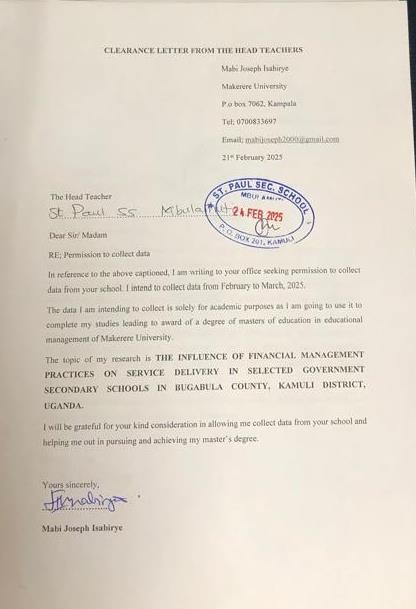 CLEARANCE LETTER FROM THE HEAD TEACHERS
Mabi Joseph Isabirye
Makerere University
P.o box 7062, Kampala
Tel; 0700833697
Email; mabijoseph2000@gmail.com
21st February 2025
The Head Teacher
St. Paul SS
ST. PAUL SEC. SCHOOL
24 FEB 2025
P. O. BOX 201, KAMULI
Dear Sir/ Madam
RE; Permission to collect data
In reference to the above captioned, I am writing to your office seeking permission to collect
data from your school. I intend to collect data from February to March, 2025.
The data I am intending to collect is solely for academic purposes as I am going to use it to
complete my studies leading to award of a degree of masters of education in educational
management of Makerere University.
The topic of my research is THE INFLUENCE OF FINANCIAL MANAGEMENT
PRACTICES ON SERVICE DELIVERY IN SELECTED GOVERNMENT
SECONDARY SCHOOLS IN BUGABULA COUNTY, KAMULI DISTRICT,
UGANDA.
I will be grateful for your kind consideration in allowing me collect data from your school and
helping me out in pursuing and achieving my master's degree.
Yours sincerely,
Mabi Joseph Isabirye